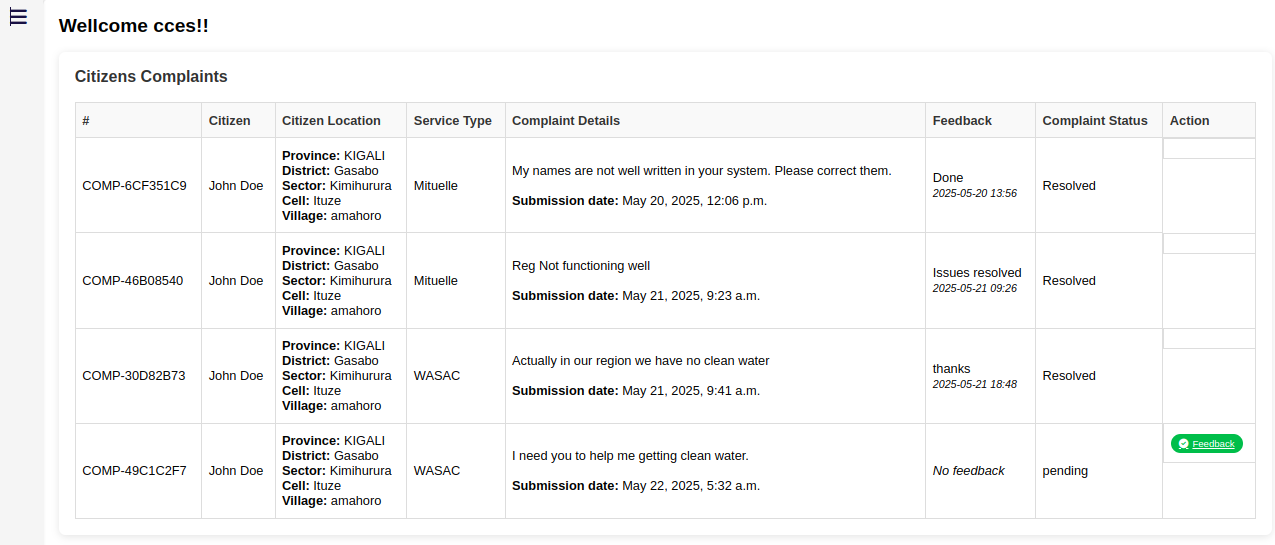 Wellcome cces!!
Citizens Complaints
# Citizen Citizen Location Service Type Complaint Details Feedback Complaint Status Action
COMP-6CF351C9 John Doe
Province: KIGALI
District: Gasabo
Sector: Kimihurura
Cell: Ituze
Village: amahoro
Mituelle
My names are not well written in your system. Please correct them.
Submission date: May 20, 2025, 12:06 p.m.
Done
2025-05-20 13:56
Resolved
COMP-46B08540 John Doe
Province: KIGALI
District: Gasabo
Sector: Kimihurura
Cell: Ituze
Village: amahoro
Mituelle
Reg Not functioning well
Submission date: May 21, 2025, 9:23 a.m.
Issues resolved
2025-05-21 09:26
Resolved
COMP-30D82B73 John Doe
Province: KIGALI
District: Gasabo
Sector: Kimihurura
Cell: Ituze
Village: amahoro
WASAC
Actually in our region we have no clean water
Submission date: May 21, 2025, 9:41 a.m.
thanks
2025-05-21 18:48
Resolved
COMP-49C1C2F7 John Doe
Province: KIGALI
District: Gasabo
Sector: Kimihurura
Cell: Ituze
Village: amahoro
WASAC
I need you to help me getting clean water.
Submission date: May 22, 2025, 5:32 a.m.
No feedback
pending
Feedback